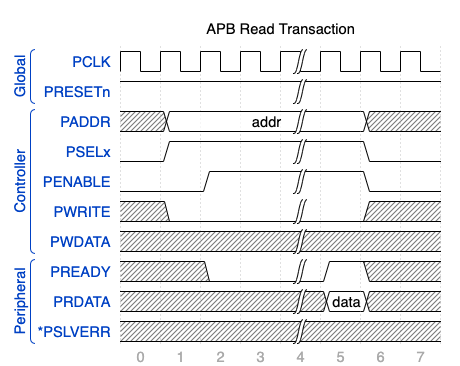 APB Read Transaction
Global
PCLK
PRESETn
Controller
PADDR
addr
PSELx
PENABLE
PWRITE
PWDATA
Peripheral
PREADY
PRDATA
data
*PSLVERR
0 1 2 3 4 5 6 7